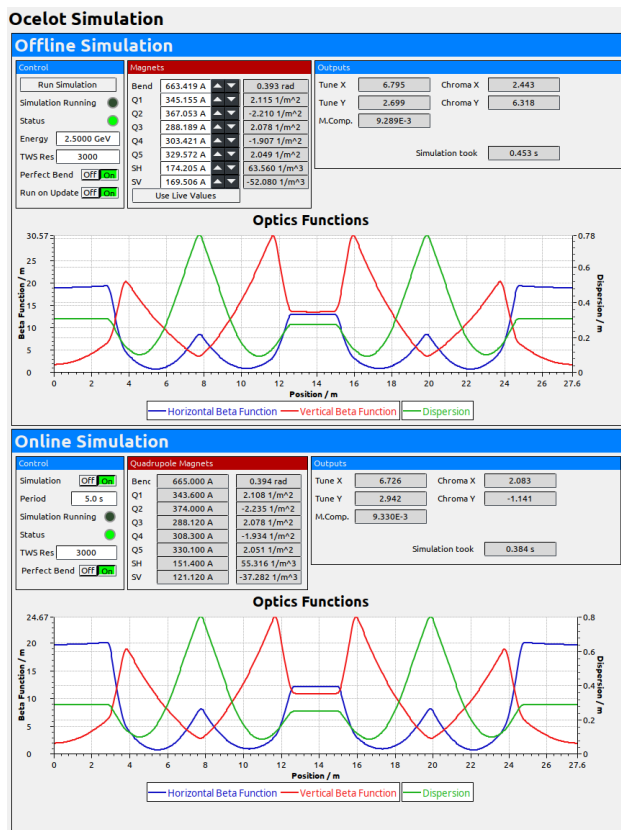 Ocelot Simulation
Offline Simulation
Control
Run Simulation
Simulation Running
Status
Energy 2.5000 GeV
TWS Res 3000
Perfect Bend Off On
Run on Update Off On
Magnets
Bend 663.419 A 0.393 rad
Q1 345.155 A 2.115 1/m^2
Q2 367.053 A -2.210 1/m^2
Q3 288.189 A 2.078 1/m^2
Q4 303.421 A -1.907 1/m^2
Q5 329.572 A 2.049 1/m^2
SH 174.205 A 63.560 1/m^3
SV 169.506 A -52.080 1/m^3
Use Live Values
Outputs
Tune X 6.795 Chroma X 2.443
Tune Y 2.699 Chroma Y 6.318
M.Comp. 9.289E-3
Simulation took 0.453 s
Optics Functions
Beta Function / m
30.57
25
20
15
10
5
0
0.78
0.6
0.4
0.2
0
Dispersion / m
0 2 4 6 8 10 12 14 16 18 20 22 24 26 27.6
Position / m
Horizontal Beta Function Vertical Beta Function Dispersion
Online Simulation
Control
Simulation Off On
Period 5.0 s
Simulation Running
Status
TWS Res 3000
Perfect Bend Off On
Quadrupole Magnets
Benc 665.000 A 0.394 rad
Q1 343.600 A 2.108 1/m^2
Q2 374.000 A -2.235 1/m^2
Q3 288.120 A 2.078 1/m^2
Q4 308.300 A -1.934 1/m^2
Q5 330.100 A 2.051 1/m^2
SH 151.400 A 55.316 1/m^3
SV 121.120 A -37.282 1/m^3
Outputs
Tune X 6.726 Chroma X 2.083
Tune Y 2.942 Chroma Y -1.141
M.Comp. 9.330E-3
Simulation took 0.384 s
Optics Functions
Beta Function / m
24.67
20
15
10
5
0
0.8
0.6
0.4
0.2
0
Dispersion / m
0 2 4 6 8 10 12 14 16 18 20 22 24 26 27.6
Position / m
Horizontal Beta Function Vertical Beta Function Dispersion